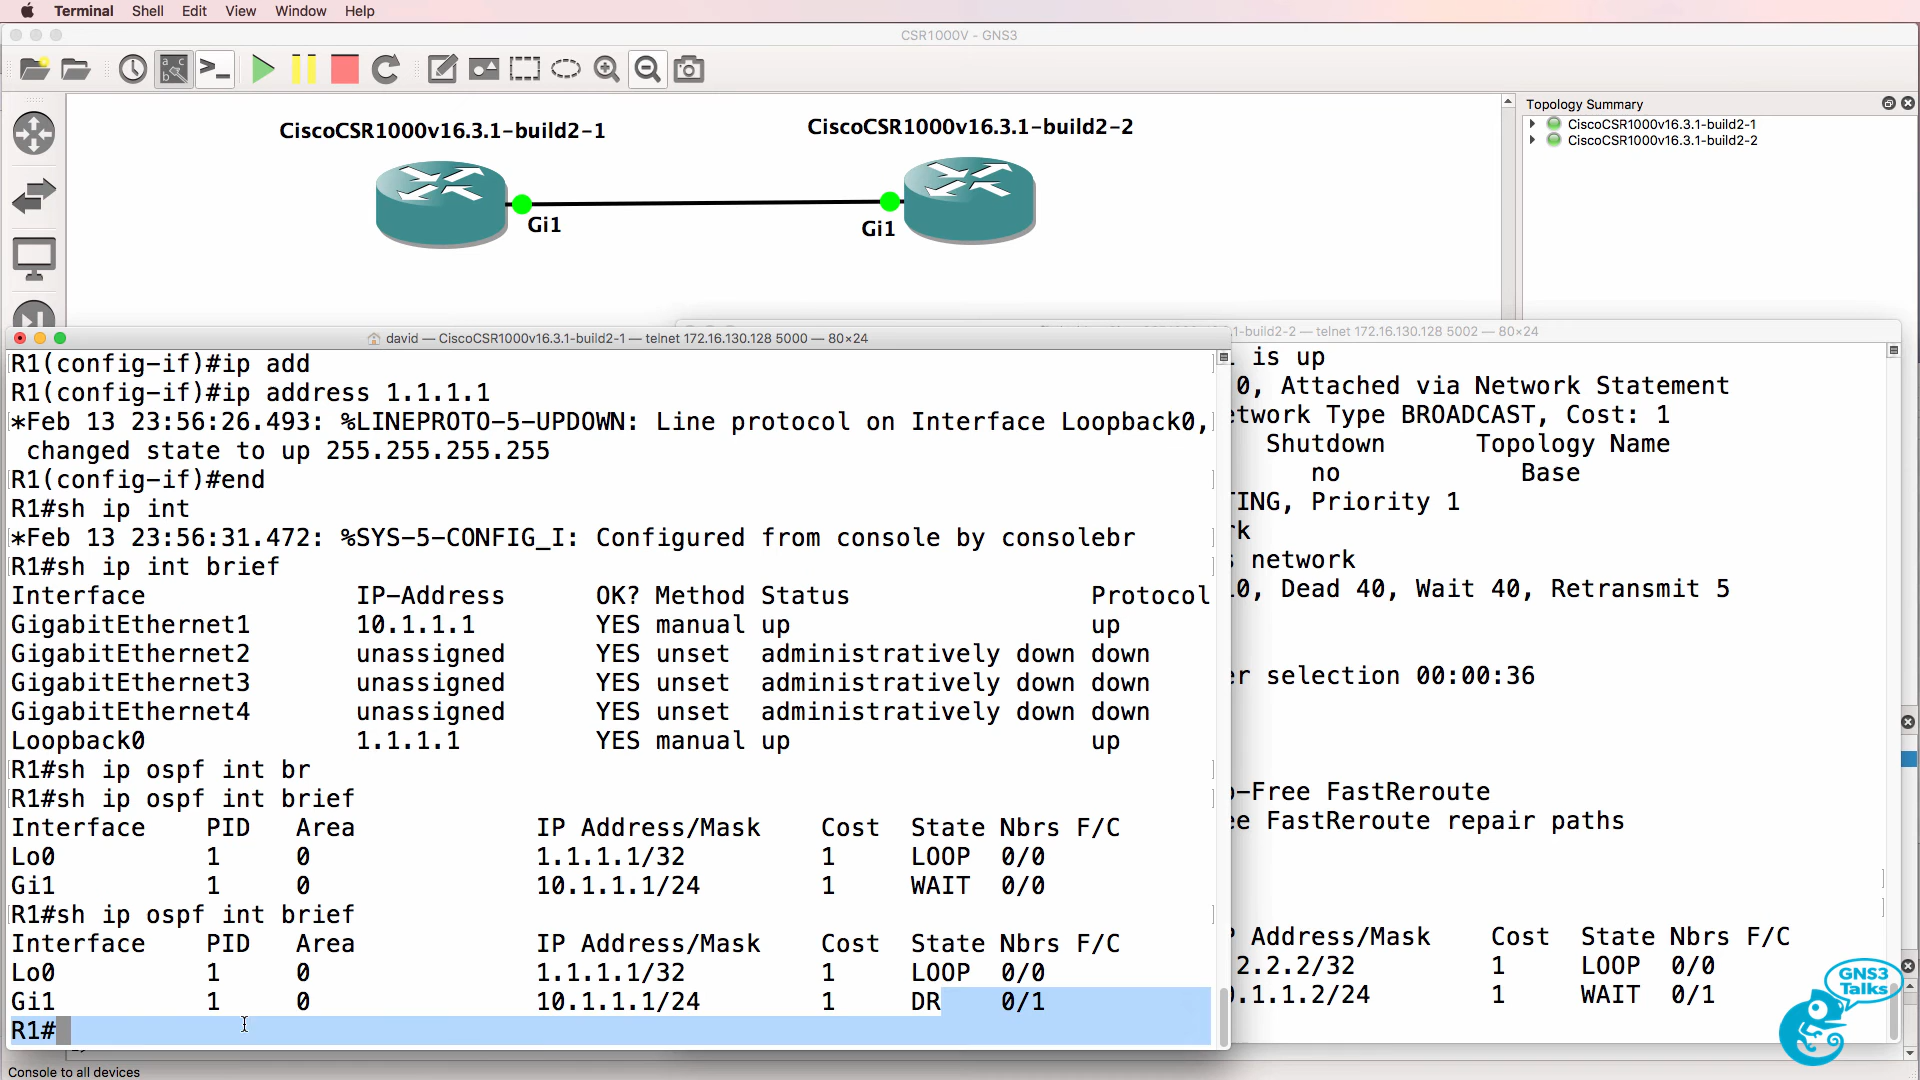 Terminal Shell Edit View Window Help
CSR1000V - GNS3
CiscoCSR1000v16.3.1-build2-1
CiscoCSR1000v16.3.1-build2-2
Gi1
Gi1
Topology Summary
CiscoCSR1000v16.3.1-build2-1
CiscoCSR1000v16.3.1-build2-2
david — CiscoCSR1000v16.3.1-build2-1 — telnet 172.16.130.128 5000 — 80×24
R1(config-if)#ip add
R1(config-if)#ip address 1.1.1.1
*Feb 13 23:56:26.493: %LINEPROTO-5-UPDOWN: Line protocol on Interface Loopback0,
changed state to up 255.255.255.255
R1(config-if)#end
R1#sh ip int
*Feb 13 23:56:31.472: %SYS-5-CONFIG_I: Configured from console by consolebr
R1#sh ip int brief
Interface IP-Address OK? Method Status Protocol
GigabitEthernet1 10.1.1.1 YES manual up up
GigabitEthernet2 unassigned YES unset administratively down down
GigabitEthernet3 unassigned YES unset administratively down down
GigabitEthernet4 unassigned YES unset administratively down down
Loopback0 1.1.1.1 YES manual up up
R1#sh ip ospf int br
R1#sh ip ospf int brief
Interface PID Area IP Address/Mask Cost State Nbrs F/C
Lo0 1 0 1.1.1.1/32 1 LOOP 0/0
Gi1 1 0 10.1.1.1/24 1 WAIT 0/0
R1#sh ip ospf int brief
Interface PID Area IP Address/Mask Cost State Nbrs F/C
Lo0 1 0 1.1.1.1/32 1 LOOP 0/0
Gi1 1 0 10.1.1.1/24 1 DR 0/1
R1#
.1-build2-2 — telnet 172.16.130.128 5002 — 80×24
is up
0, Attached via Network Statement
etwork Type BROADCAST, Cost: 1
Shutdown Topology Name
no Base
TING, Priority 1
k
network
0, Dead 40, Wait 40, Retransmit 5
er selection 00:00:36
-Free FastReroute
ee FastReroute repair paths
Address/Mask Cost State Nbrs F/C
2.2.2/32 1 LOOP 0/0
.1.1.2/24 1 WAIT 0/1
GNS3
Talks
Console to all devices